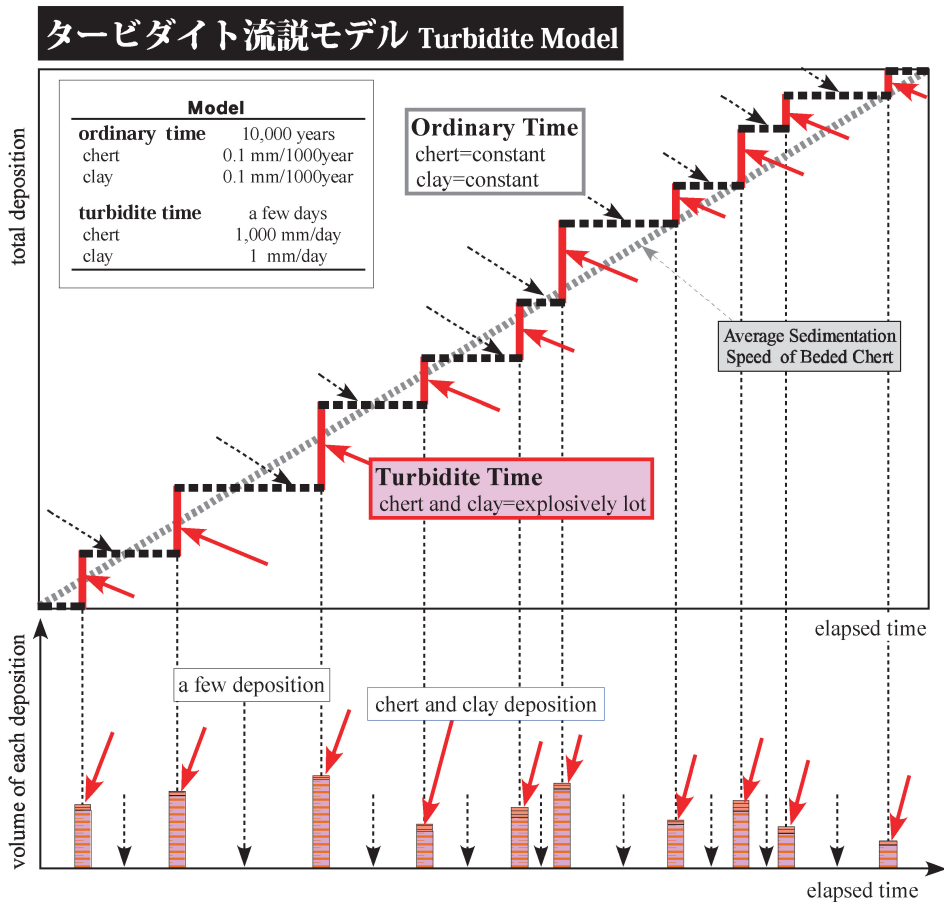 タービダイト流説モデル Turbidite Model
Model
ordinary time 10,000 years
chert 0.1 mm/1000year
clay 0.1 mm/1000year
turbidite time a few days
chert 1,000 mm/day
clay 1 mm/day
Ordinary Time
chert=constant
clay=constant
total deposition
Average Sedimentation
Speed of Beded Chert
Turbidite Time
chert and clay=explosively lot
elapsed time
a few deposition
chert and clay deposition
volume of each deposition
elapsed time